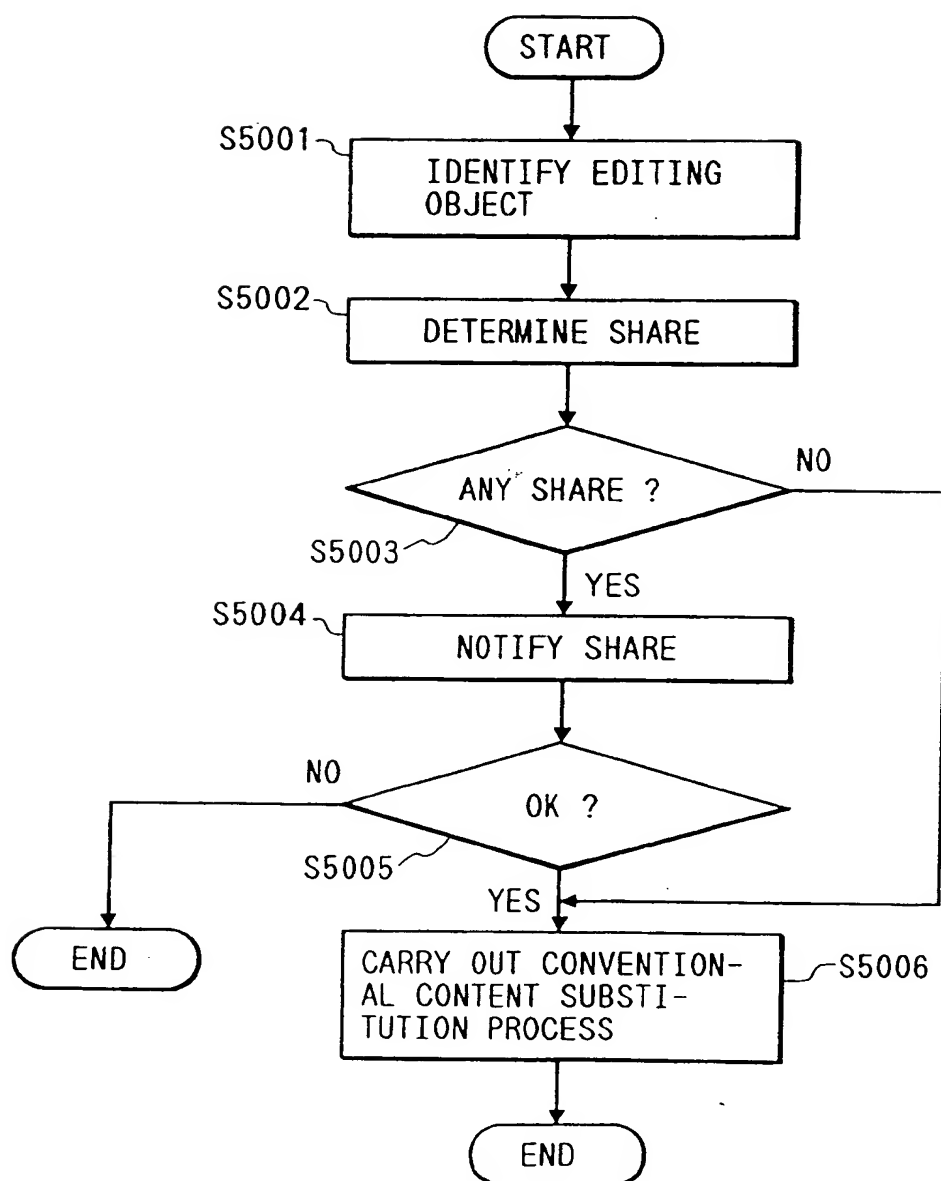 START
S5001
IDENTIFY EDITING
OBJECT
S5002
DETERMINE SHARE
ANY SHARE ?
NO
S5003
YES
S5004
NOTIFY SHARE
NO
OK ?
S5005
YES
END
CARRY OUT CONVENTION-
AL CONTENT SUBSTI-
TUTION PROCESS
S5006
END